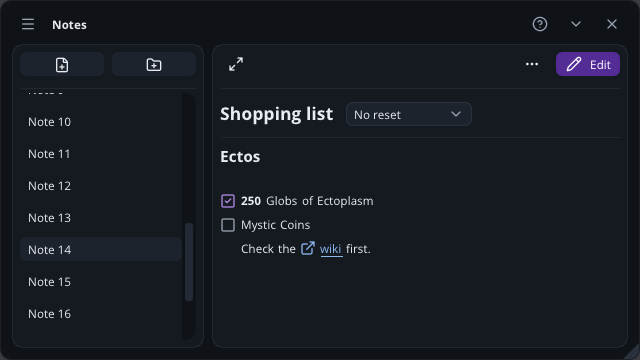 Notes
Note 10
Note 11
Note 12
Note 13
Note 14
Note 15
Note 16
Edit
Shopping list
No reset
Ectos
250 Globs of Ectoplasm
Mystic Coins
Check the wiki first.